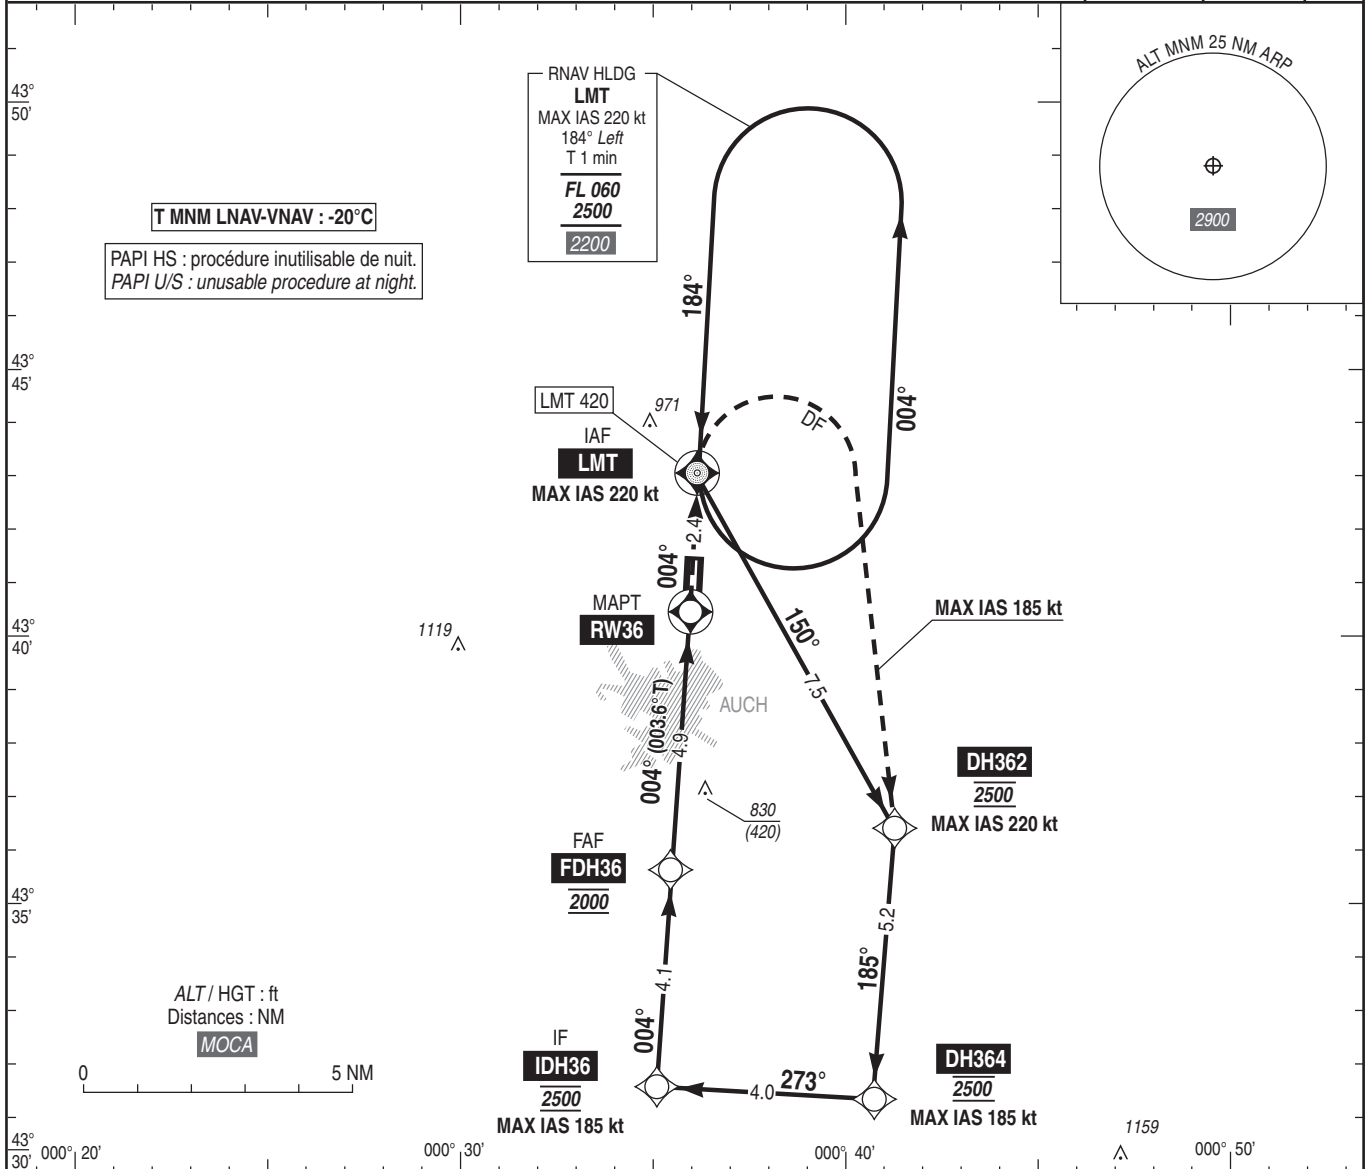 ALT MNM 25 NM ARP
2900
RNAV HLDG
LMT
MAX IAS 220 kt
184° Left
T 1 min
FL 060
2500
2200
43°
50'
T MNM LNAV-VNAV : -20°C
PAPI HS : procédure inutilisable de nuit.
PAPI U/S : unusable procedure at night.
184°
004°
43°
45'
LMT 420
971
DF
IAF
LMT
MAX IAS 220 kt
2.4
004°
MAPT
RW36
43°
40'
1119
150°
7.5
MAX IAS 185 kt
AUCH
004° (003.6° T)
4.9
830
(420)
DH362
2500
MAX IAS 220 kt
FAF
FDH36
2000
43°
35'
5.2
185°
4.1
004°
ALT / HGT : ft
Distances : NM
MOCA
0
5 NM
IF
IDH36
2500
MAX IAS 185 kt
4.0
273°
DH364
2500
MAX IAS 185 kt
1159
43°
30'
000° 20'
000° 30'
000° 40'
000° 50'